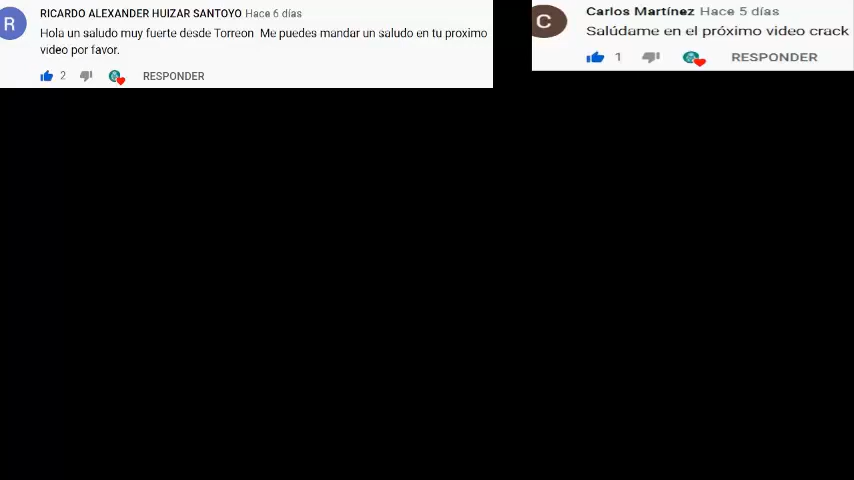 R
RICARDO ALEXANDER HUIZAR SANTOYO Hace 6 días
Hola un saludo muy fuerte desde Torreon Me puedes mandar un saludo en tu proximo
video por favor.
2
RESPONDER
C
Carlos Martínez Hace 5 días
Salúdame en el próximo video crack
1
RESPONDER